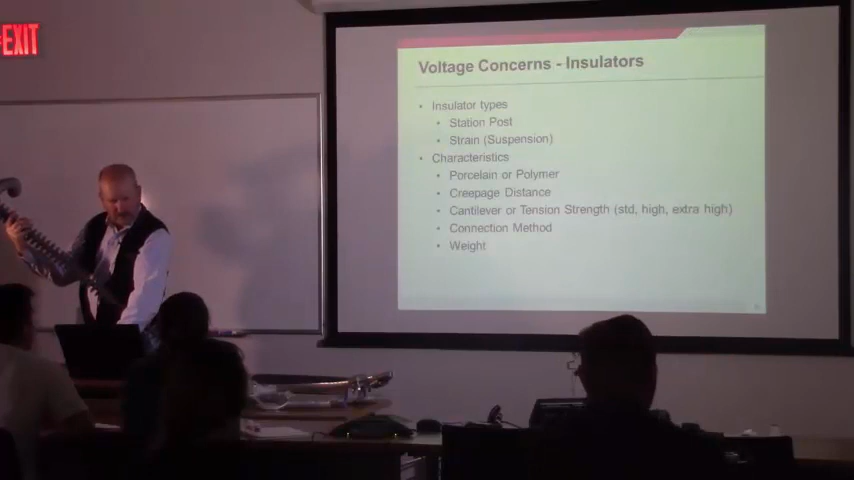 EXIT
Voltage Concerns - Insulators
• Insulator types
• Station Post
• Strain (Suspension)
• Characteristics
• Porcelain or Polymer
• Creepage Distance
• Cantilever or Tension Strength (std, high, extra high)
• Connection Method
• Weight